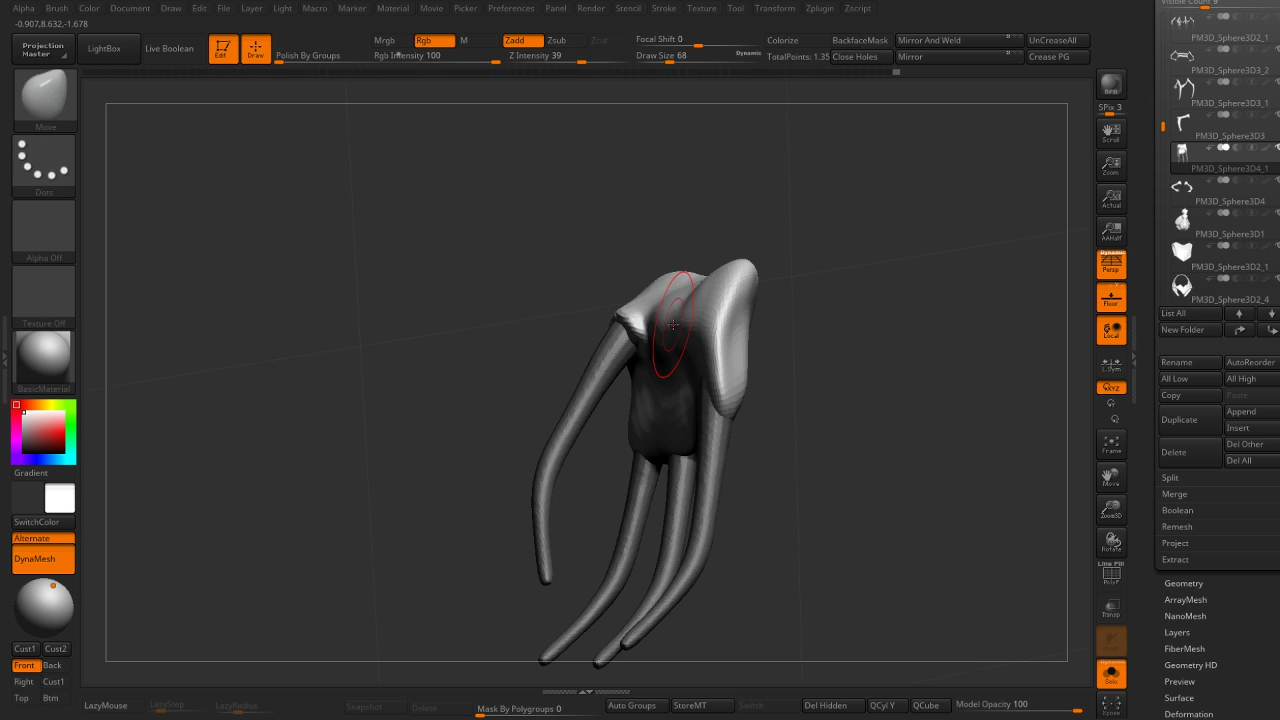 Alpha Brush Color Document Draw Edit File Layer Light Macro Marker Material Movie Picker Preferences Panel Render Stencil Stroke Texture Tool Transform Zplugin Zscript
-0.907,8.632,-1.678
Projection
Master
LightBox
Live Boolean
Edit
Draw
Polish By Groups
Mrgb Rgb M
Rgb Intensity 100
Zadd Zsub Zcut
Z Intensity 39
Focal Shift 0
Draw Size 68
Dynamic
Colorize
TotalPoints: 1.35
BackfaceMask
Close Holes
Mirror And Weld
Mirror
UnCreaseAll
Crease PG
Visible Count 9
Move
Dots
Alpha Off
Texture Off
BasicMaterial
Gradient
SwitchColor
Alternate
DynaMesh
Cust1 Cust2
Front Back
Right Cust1
Top Btm
BPR
SPix 3
Scroll
Zoom
Actual
AAHalf
Dynamic
Persp
Floor
Local
L.Sym
XYZ
Frame
Move
Zoom3D
Rotate
Line Fill
PolyF
Transp
Dynamic
Solo
Xpose
PM3D_Sphere3D2_1
PM3D_Sphere3D3_2
PM3D_Sphere3D3_1
PM3D_Sphere3D3
PM3D_Sphere3D4_1
PM3D_Sphere3D4
PM3D_Sphere3D1
PM3D_Sphere3D2_1
PM3D_Sphere3D2_4
List All
New Folder
Rename AutoReorder
All Low All High
Copy Paste
Duplicate
Append
Insert
Delete
Del Other
Del All
Split
Merge
Boolean
Remesh
Project
Extract
Geometry
ArrayMesh
NanoMesh
Layers
FiberMesh
Geometry HD
Preview
Surface
Deformation
LazyMouse LazyStep LazyRadius Snapshot Delete Mask By Polygroups 0 Auto Groups StoreMT Switch Del Hidden QCyl Y QCube Model Opacity 100